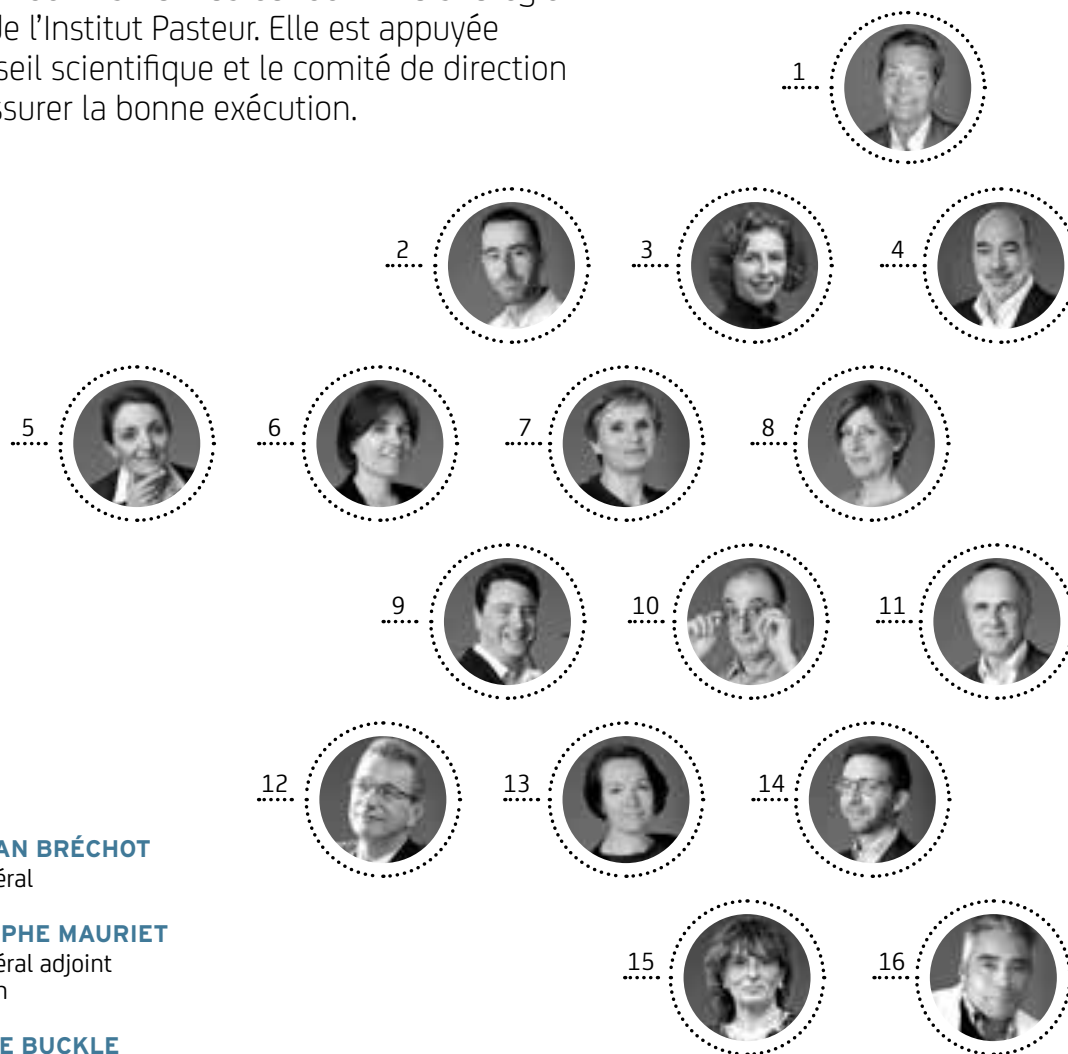 de l’Institut Pasteur. Elle est appuyée
seil scientifique et le comité de direction
ssurer la bonne exécution.
1
2 3 4
5 6 7 8
9 10 11
12 13 14
AN BRÉCHOT
éral
PHE MAURIET
éral adjoint
n
15 16
E BUCKLE